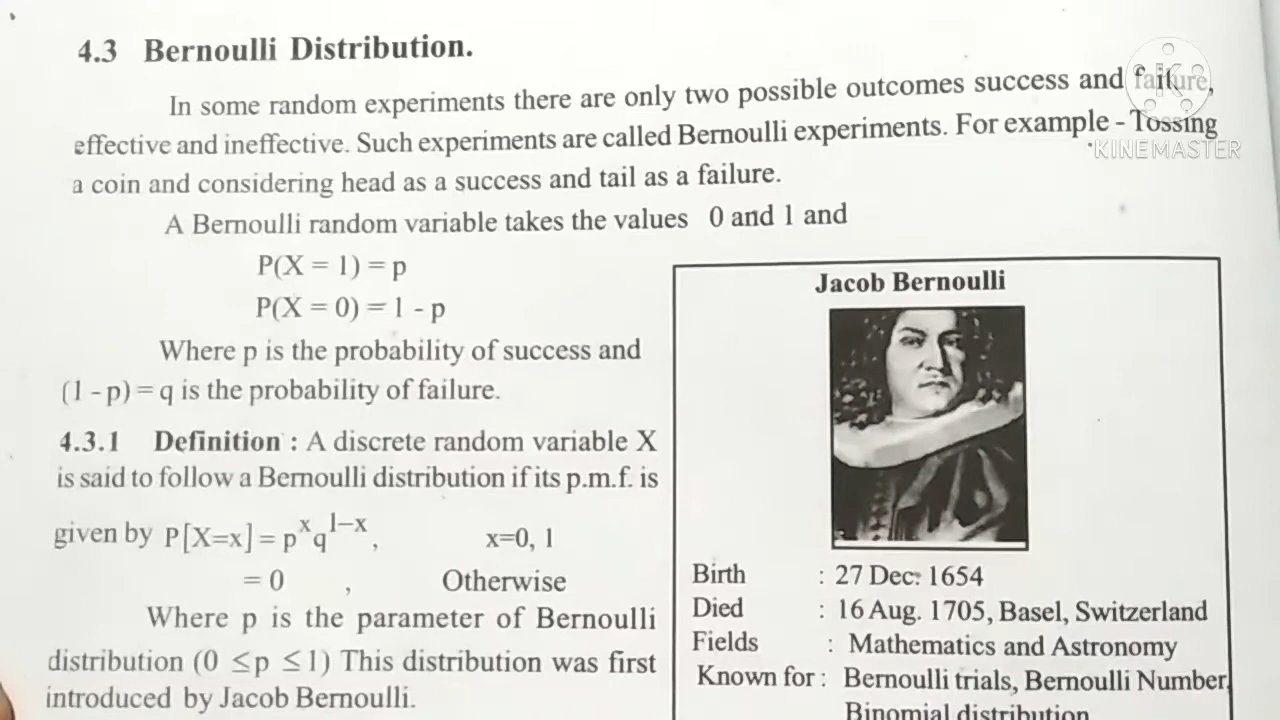 4.3 Bernoulli Distribution.
In some random experiments there are only two possible outcomes success and failure,
effective and ineffective. Such experiments are called Bernoulli experiments. For example - Tossing
a coin and considering head as a success and tail as a failure.
A Bernoulli random variable takes the values 0 and 1 and
P(X = 1) = p
P(X = 0) = 1 - p
Where p is the probability of success and
(1 - p) = q is the probability of failure.
4.3.1 Definition : A discrete random variable X
is said to follow a Bernoulli distribution if its p.m.f. is
given by P[X=x] = p^x q^(1–x), x=0, 1
= 0 , Otherwise
Where p is the parameter of Bernoulli
distribution (0 ≤p ≤1) This distribution was first
introduced by Jacob Bernoulli.
Jacob Bernoulli
Birth : 27 Dec. 1654
Died : 16 Aug. 1705, Basel, Switzerland
Fields : Mathematics and Astronomy
Known for : Bernoulli trials, Bernoulli Number,
Binomial distribution
K
KINEMASTER